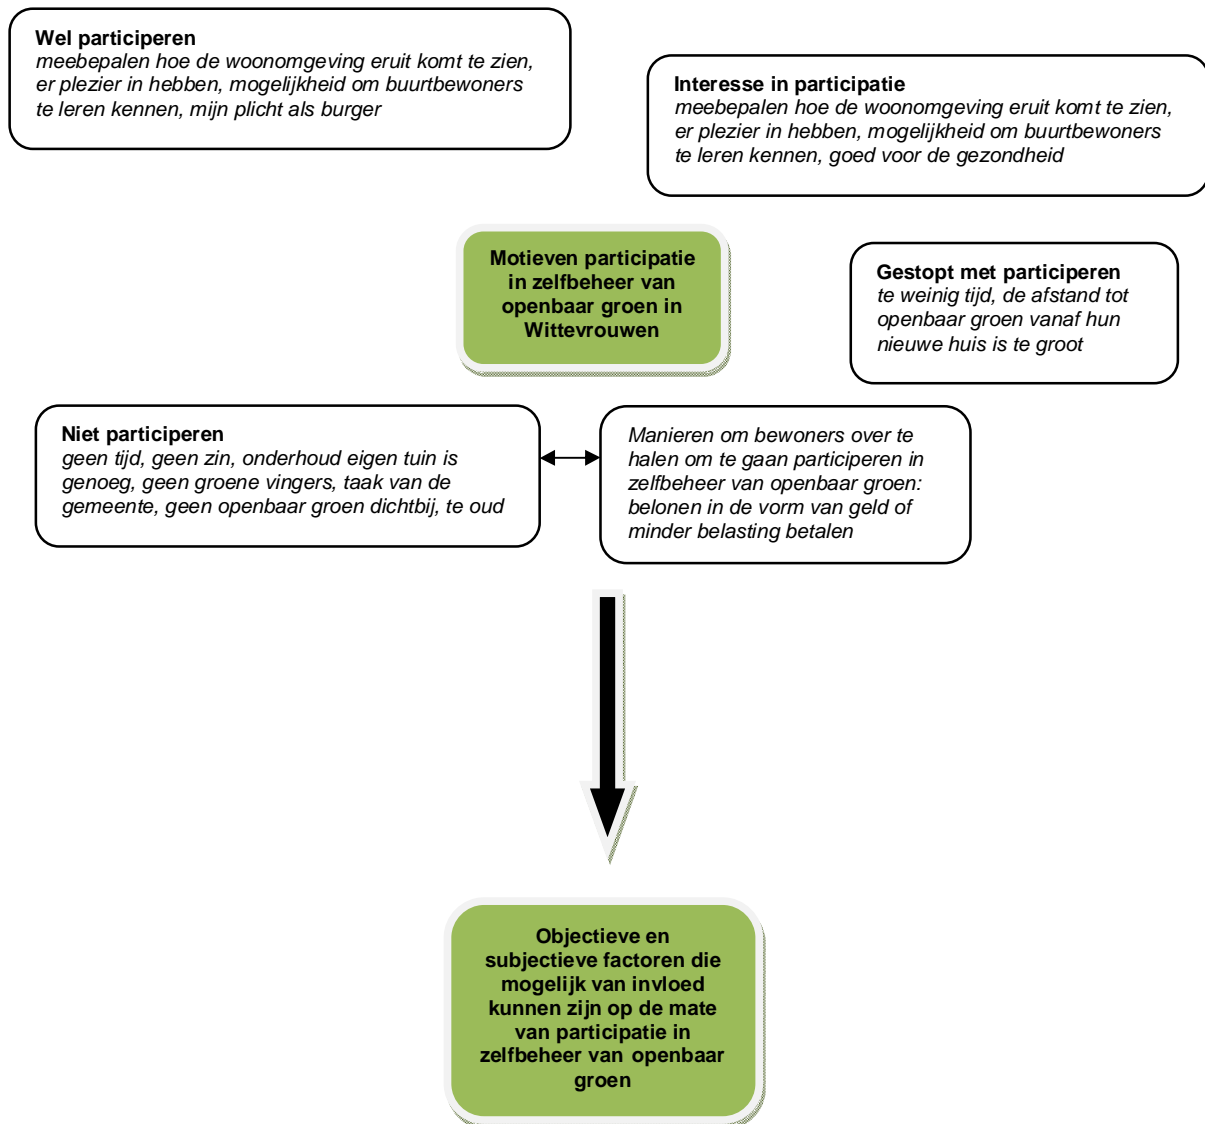 Wel participeren
meebepalen hoe de woonomgeving eruit komt te zien,
er plezier in hebben, mogelijkheid om buurtbewoners
te leren kennen, mijn plicht als burger
Interesse in participatie
meebepalen hoe de woonomgeving eruit komt te zien,
er plezier in hebben, mogelijkheid om buurtbewoners
te leren kennen, goed voor de gezondheid
Motieven participatie
in zelfbeheer van
openbaar groen in
Wittevrouwen
Gestopt met participeren
te weinig tijd, de afstand tot
openbaar groen vanaf hun
nieuwe huis is te groot
Niet participeren
geen tijd, geen zin, onderhoud eigen tuin is
genoeg, geen groene vingers, taak van de
gemeente, geen openbaar groen dichtbij, te oud
Manieren om bewoners over te
halen om te gaan participeren in
zelfbeheer van openbaar groen:
belonen in de vorm van geld of
minder belasting betalen
Objectieve en
subjectieve factoren die
mogelijk van invloed
kunnen zijn op de mate
van participatie in
zelfbeheer van openbaar
groen